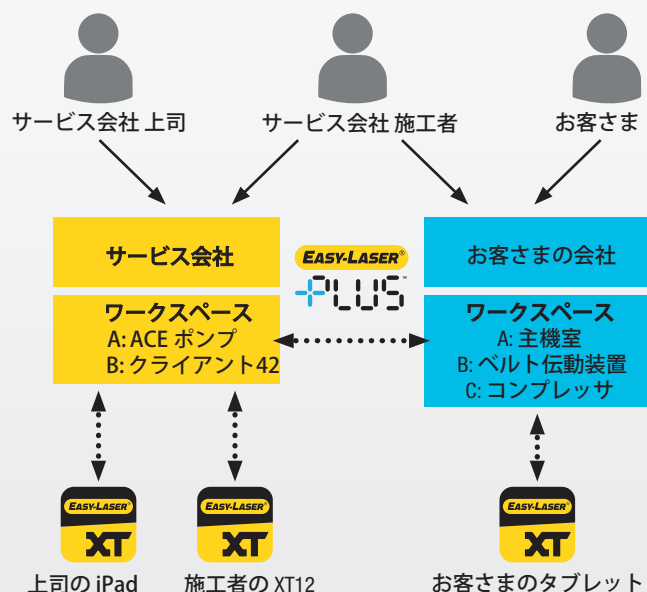 サービス会社 上司
サービス会社 施工者
お客さま
サービス会社
EASY-LASER®
+PLUS™
お客さまの会社
ワークスペース
A: ACE ポンプ
B: クライアント42
ワークスペース
A: 主機室
B: ベルト伝動装置
C: コンプレッサ
EASY-LASER®
XT
EASY-LASER®
XT
EASY-LASER®
XT
上司の iPad
施工者の XT12
お客さまのタブレット